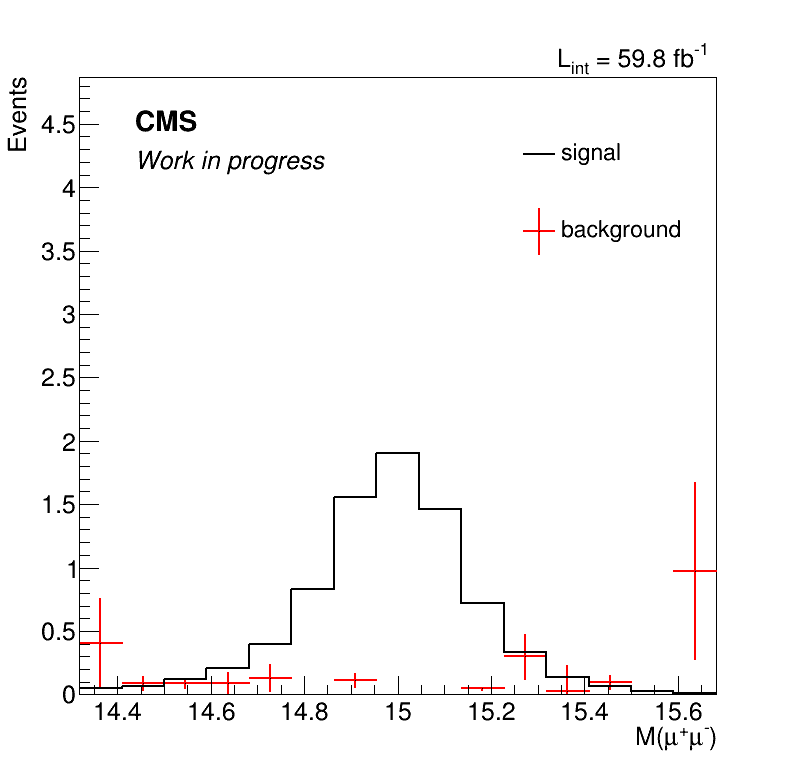 L_int = 59.8 fb^-1
Events
CMS
Work in progress
signal
background
4.5
4
3.5
3
2.5
2
1.5
1
0.5
0
14.4 14.6 14.8 15 15.2 15.4 15.6
M(μ⁺μ⁻)